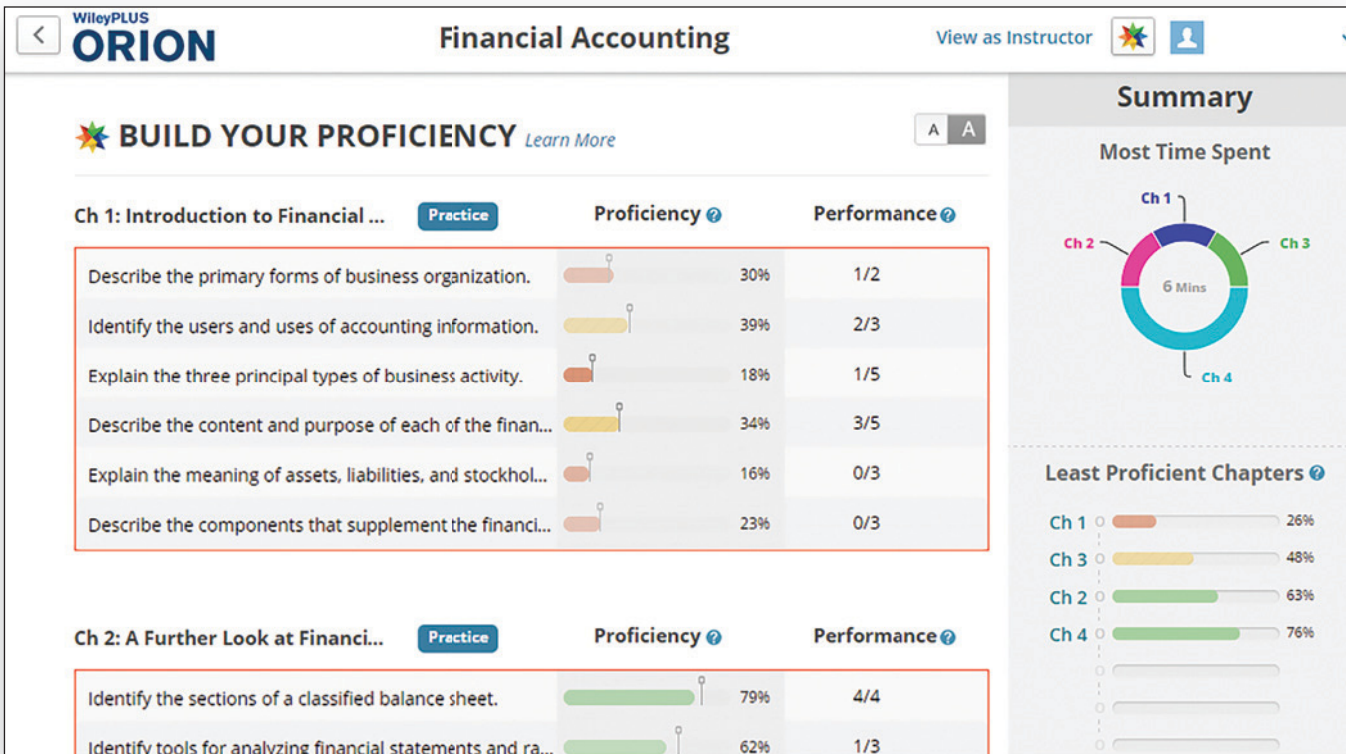 WileyPLUS
ORION
Financial Accounting
View as Instructor
BUILD YOUR PROFICIENCY Learn More
A A
Ch 1: Introduction to Financial ... Practice Proficiency ? Performance ?
Describe the primary forms of business organization. 30% 1/2
Identify the users and uses of accounting information. 39% 2/3
Explain the three principal types of business activity. 18% 1/5
Describe the content and purpose of each of the finan... 34% 3/5
Explain the meaning of assets, liabilities, and stockhol... 16% 0/3
Describe the components that supplement the financi... 23% 0/3
Ch 2: A Further Look at Financi... Practice Proficiency ? Performance ?
Identify the sections of a classified balance sheet. 79% 4/4
Identify tools for analyzing financial statements and ra... 62% 1/3
Summary
Most Time Spent
Ch 1
Ch 2
Ch 3
6 Mins
Ch 4
Least Proficient Chapters ?
Ch 1 26%
Ch 3 48%
Ch 2 63%
Ch 4 76%